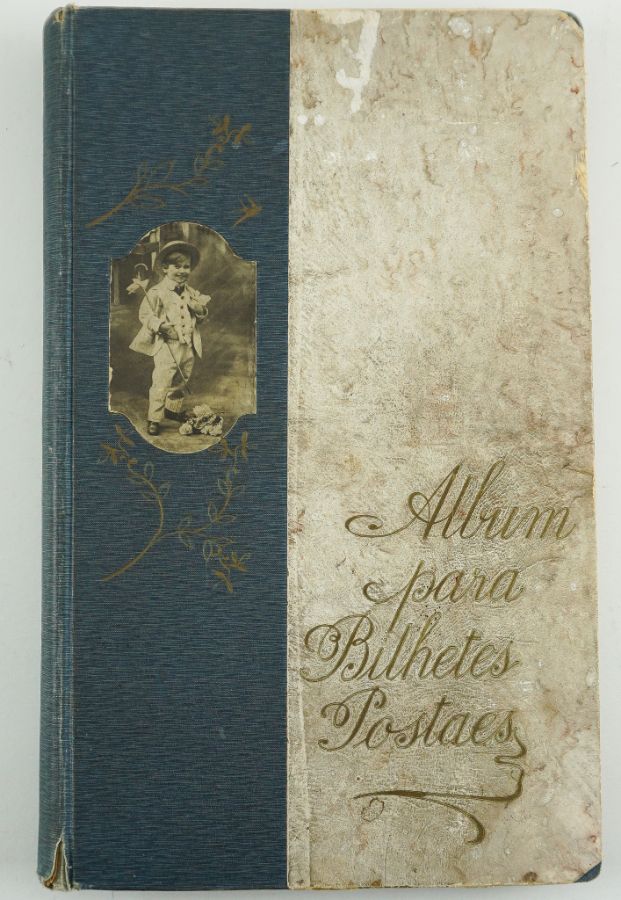 Album
para
Bilhetes
Postaes